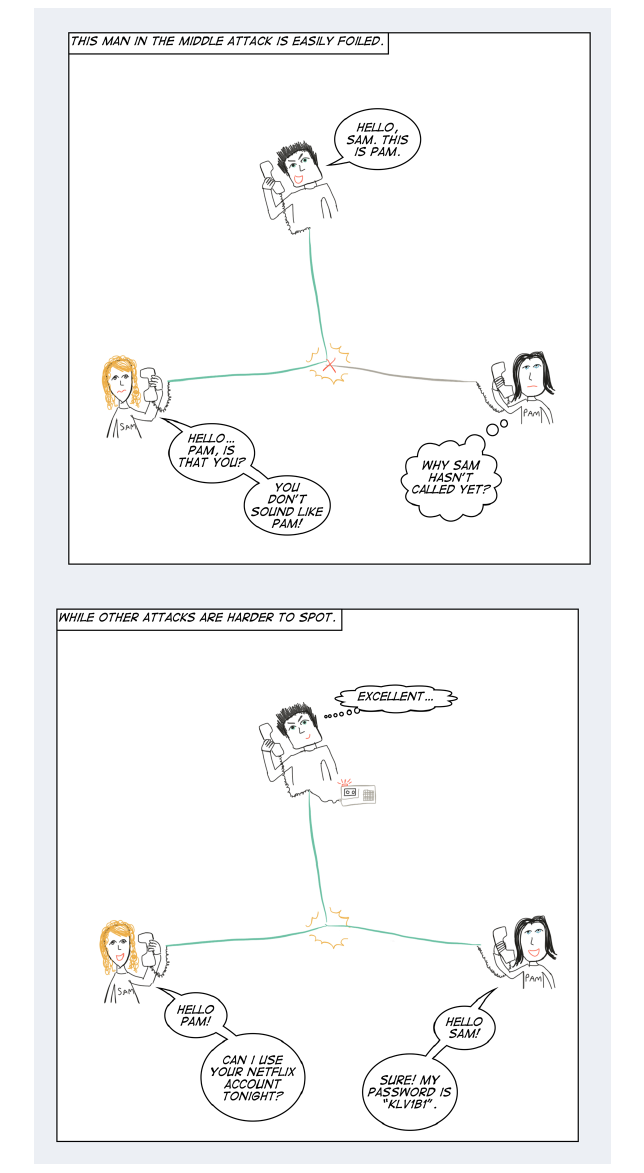 THIS MAN IN THE MIDDLE ATTACK IS EASILY FOILED.
HELLO,
SAM. THIS
IS PAM.
SAM
PAM
HELLO...
PAM, IS
THAT YOU?
YOU
DON'T
SOUND LIKE
PAM!
WHY SAM
HASN'T
CALLED YET?
WHILE OTHER ATTACKS ARE HARDER TO SPOT.
EXCELLENT...
SAM
PAM
HELLO
PAM!
CAN I USE
YOUR NETFLIX
ACCOUNT
TONIGHT?
HELLO
SAM!
SURE! MY
PASSWORD IS
"KLV1B1".